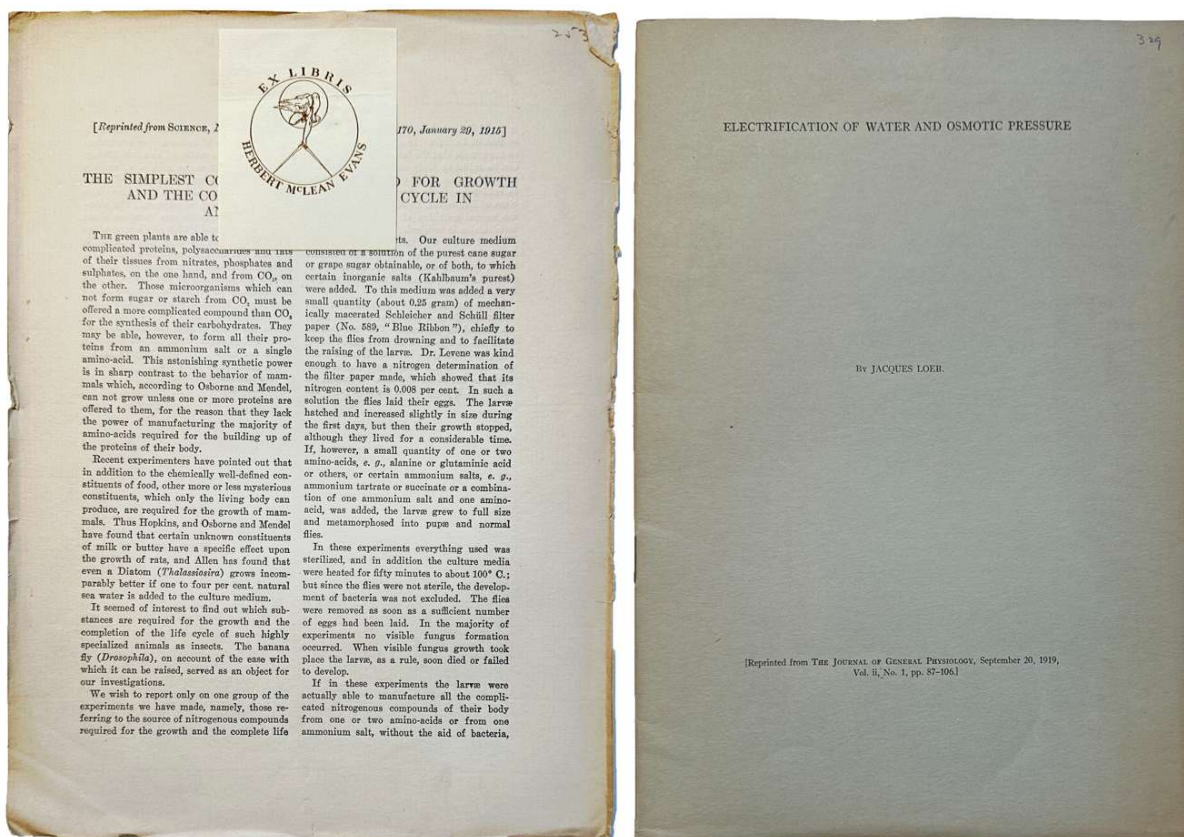 253
EX LIBRIS
HERBERT McLEAN EVANS
[Reprinted from SCIENCE,
170, January 29, 1915]
THE SIMPLEST
FOR GROWTH
AND THE
CYCLE IN
THE green plants are able to
complicated proteins, polysaccharides and fats
of their tissues from nitrates, phosphates and
sulphates, on the one hand, and from CO₂, on
the other. Those microorganisms which can
not form sugar or starch from CO₂ must be
offered a more complicated compound than CO₂
for the synthesis of their carbohydrates. They
may be able, however, to form all their pro-
teins from an ammonium salt or a single
amino-acid. This astonishing synthetic power
is in sharp contrast to the behavior of mam-
mals which, according to Osborne and Mendel,
can not grow unless one or more proteins are
offered to them, for the reason that they lack
the power of manufacturing the majority of
amino-acids required for the building up of
the proteins of their body.
Recent experimenters have pointed out that
in addition to the chemically well-defined con-
stituents of food, other more or less mysterious
constituents, which only the living body can
produce, are required for the growth of mam-
mals. Thus Hopkins, and Osborne and Mendel
have found that certain unknown constituents
of milk or butter have a specific effect upon
the growth of rats, and Allen has found that
even a Diatom (Thalassiosira) grows incom-
parably better if one to four per cent. natural
sea water is added to the culture medium.
It seemed of interest to find out which sub-
stances are required for the growth and the
completion of the life cycle of such highly
specialized animals as insects. The banana
fly (Drosophila), on account of the ease with
which it can be raised, served as an object for
our investigations.
We wish to report only on one group of the
experiments we have made, namely, those re-
ferring to the source of nitrogenous compounds
required for the growth and the complete life
Our culture medium
consisted of a solution of the purest cane sugar
or grape sugar obtainable, or of both, to which
certain inorganic salts (Kahlbaum's purest)
were added. To this medium was added a very
small quantity (about 0.25 gram) of mechan-
ically macerated Schleicher and Schüll filter
paper (No. 589, "Blue Ribbon"), chiefly to
keep the flies from drowning and to facilitate
the raising of the larvæ. Dr. Levene was kind
enough to have a nitrogen determination of
the filter paper made, which showed that its
nitrogen content is 0.008 per cent. In such a
solution the flies laid their eggs. The larvæ
hatched and increased slightly in size during
the first days, but then their growth stopped,
although they lived for a considerable time.
If, however, a small quantity of one or two
amino-acids, e. g., alanine or glutaminic acid
or others, or certain ammonium salts, e. g.,
ammonium tartrate or succinate or a combina-
tion of one ammonium salt and one amino-
acid, was added, the larvæ grew to full size
and metamorphosed into pupæ and normal
flies.
In these experiments everything used was
sterilized, and in addition the culture media
were heated for fifty minutes to about 100° C.;
but since the flies were not sterile, the develop-
ment of bacteria was not excluded. The flies
were removed as soon as a sufficient number
of eggs had been laid. In the majority of
experiments no visible fungus formation
occurred. When visible fungus growth took
place the larvæ, as a rule, soon died or failed
to develop.
If in these experiments the larvæ were
actually able to manufacture all the compli-
cated nitrogenous compounds of their body
from one or two amino-acids or from one
ammonium salt, without the aid of bacteria,
329
ELECTRIFICATION OF WATER AND OSMOTIC PRESSURE
BY JACQUES LOEB.
[Reprinted from THE JOURNAL OF GENERAL PHYSIOLOGY, September 20, 1919,
Vol. ii, No. 1, pp. 87-106.]